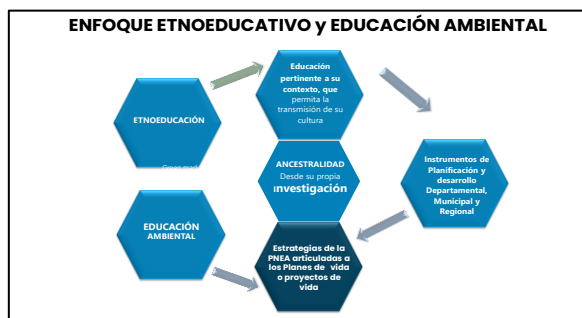 ENFOQUE ETNOEDUCATIVO y EDUCACIÓN AMBIENTAL
ETNOEDUCACIÓN
Educación
pertinente a su
contexto, que
permita la
transmisión de su
cultura
ANCESTRALIDAD
Desde su propia
ınvestigación
Instrumentos de
Planificación y
desarrollo
Departamental,
Municipal y
Regional
EDUCACIÓN
AMBIENTAL
Estrategias de la
PNEA articuladas a
los Planes de vida
o proyectos de
vida